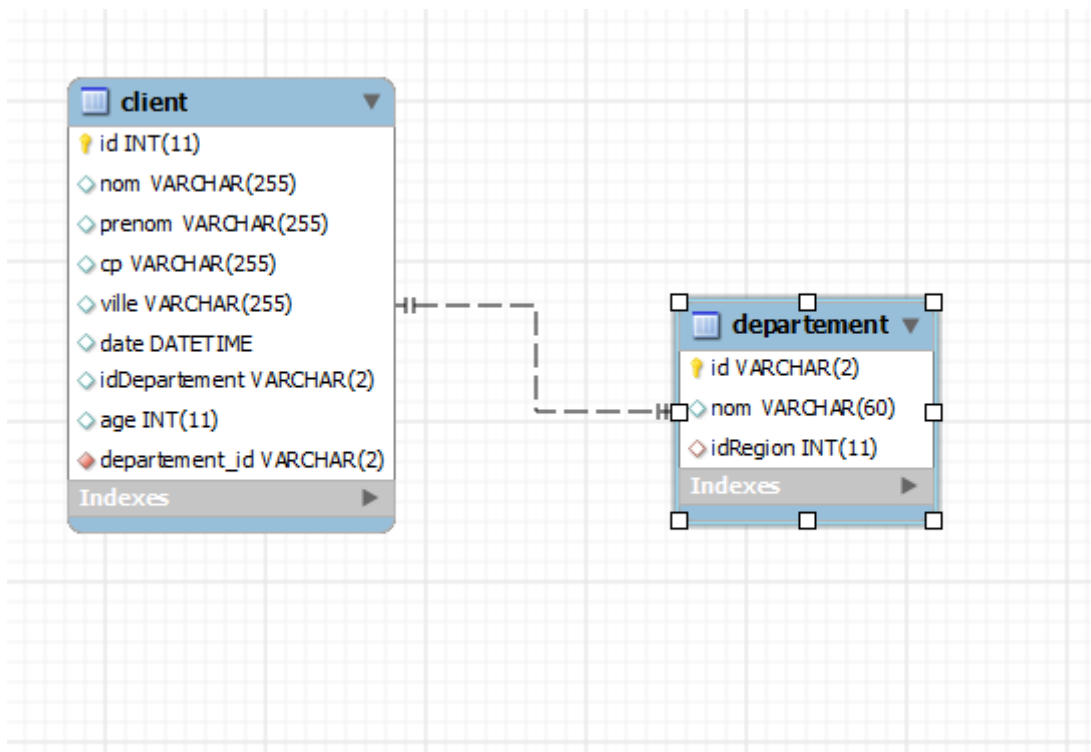 client
id INT(11)
nom VARCHAR(255)
prenom VARCHAR(255)
cp VARCHAR(255)
ville VARCHAR(255)
date DATETIME
idDepartement VARCHAR(2)
age INT(11)
departement_id VARCHAR(2)
Indexes
departement
id VARCHAR(2)
nom VARCHAR(60)
idRegion INT(11)
Indexes